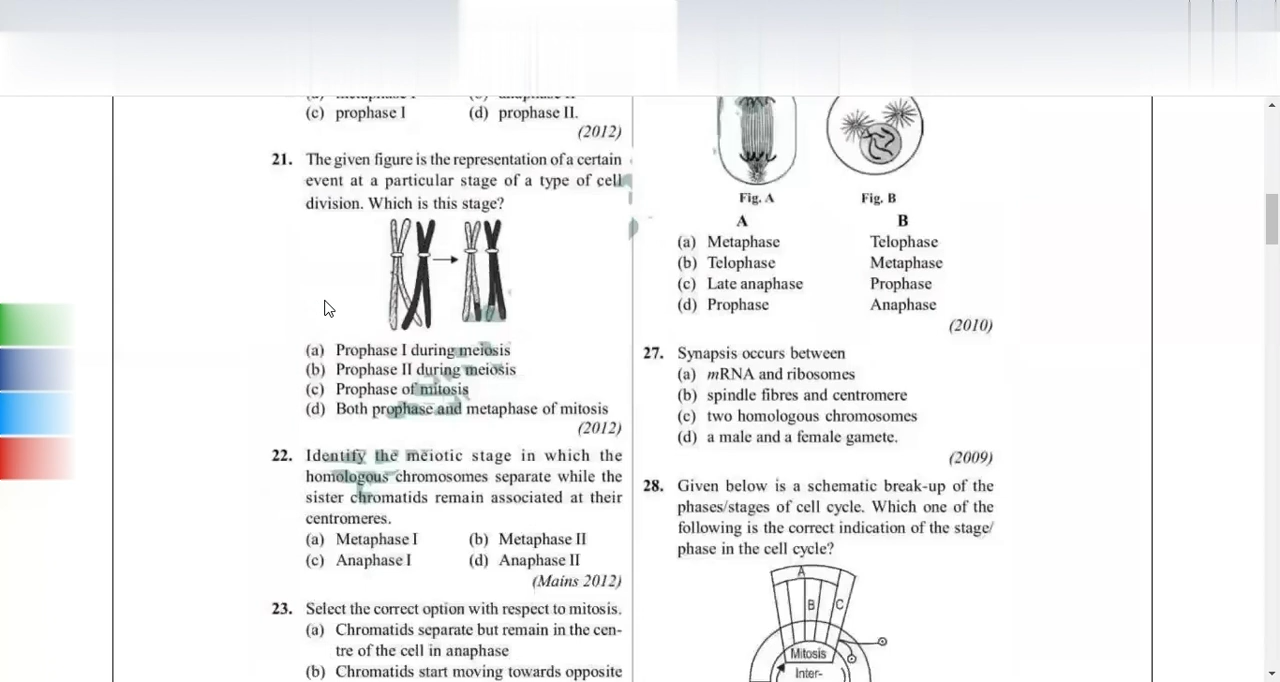 (c) prophase I (d) prophase II.
(2012)
21. The given figure is the representation of a certain
event at a particular stage of a type of cell
division. Which is this stage?
(a) Prophase I during meiosis
(b) Prophase II during meiosis
(c) Prophase of mitosis
(d) Both prophase and metaphase of mitosis
(2012)
22. Identify the meiotic stage in which the
homologous chromosomes separate while the
sister chromatids remain associated at their
centromeres.
(a) Metaphase I (b) Metaphase II
(c) Anaphase I (d) Anaphase II
(Mains 2012)
23. Select the correct option with respect to mitosis.
(a) Chromatids separate but remain in the cen-
tre of the cell in anaphase
(b) Chromatids start moving towards opposite
Fig. A Fig. B
A B
(a) Metaphase Telophase
(b) Telophase Metaphase
(c) Late anaphase Prophase
(d) Prophase Anaphase
(2010)
27. Synapsis occurs between
(a) mRNA and ribosomes
(b) spindle fibres and centromere
(c) two homologous chromosomes
(d) a male and a female gamete.
(2009)
28. Given below is a schematic break-up of the
phases/stages of cell cycle. Which one of the
following is the correct indication of the stage/
phase in the cell cycle?
A
B C
Mitosis
Inter-